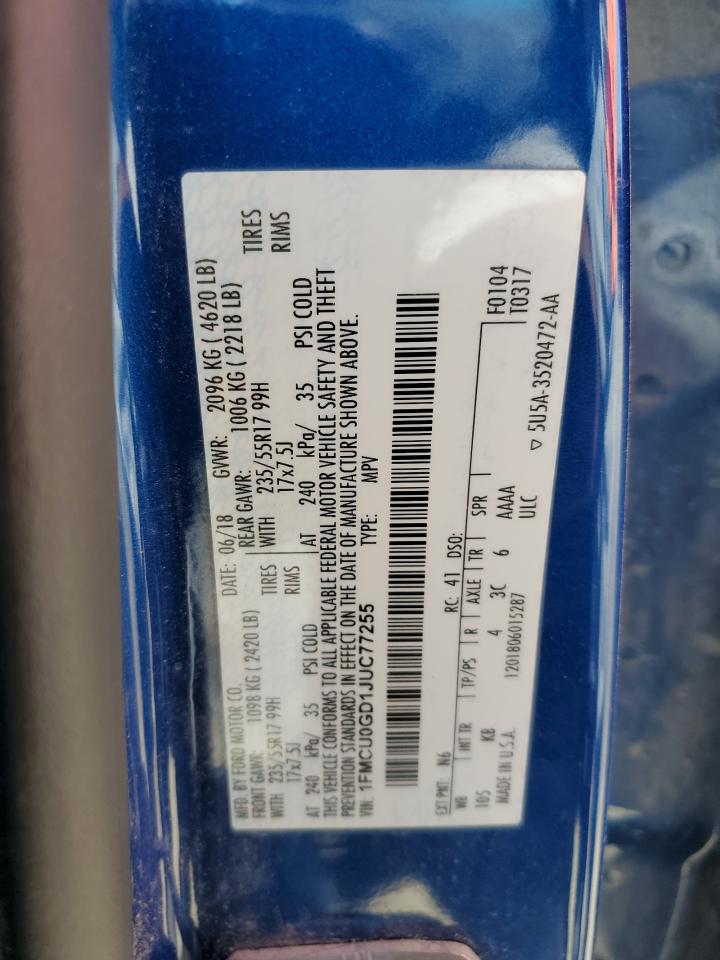 MFD. BY FORD MOTOR CO. DATE: 06/18 GVWR: 2096 KG ( 4620 LB)
FRONT GAWR: 1098 KG ( 2420 LB) REAR GAWR: 1006 KG ( 2218 LB)
WITH 235/55R17 99H TIRES WITH 235/55R17 99H TIRES
17x7.5J RIMS 17x7.5J RIMS
AT 240 kPa/ 35 PSI COLD AT 240 kPa/ 35 PSI COLD
THIS VEHICLE CONFORMS TO ALL APPLICABLE FEDERAL MOTOR VEHICLE SAFETY AND THEFT
PREVENTION STANDARDS IN EFFECT ON THE DATE OF MANUFACTURE SHOWN ABOVE.
VIN: 1FMCU0GD1JUC77255 TYPE: MPV
EXT PNT: N6 RC: 41 DSO:
WB INT TR TP/PS R AXLE TR SPR F0104
105 KB 4 3C 6 AAAA T0317
MADE IN U.S.A. 1201806015287 ULC
▽ 5U5A-3520472-AA